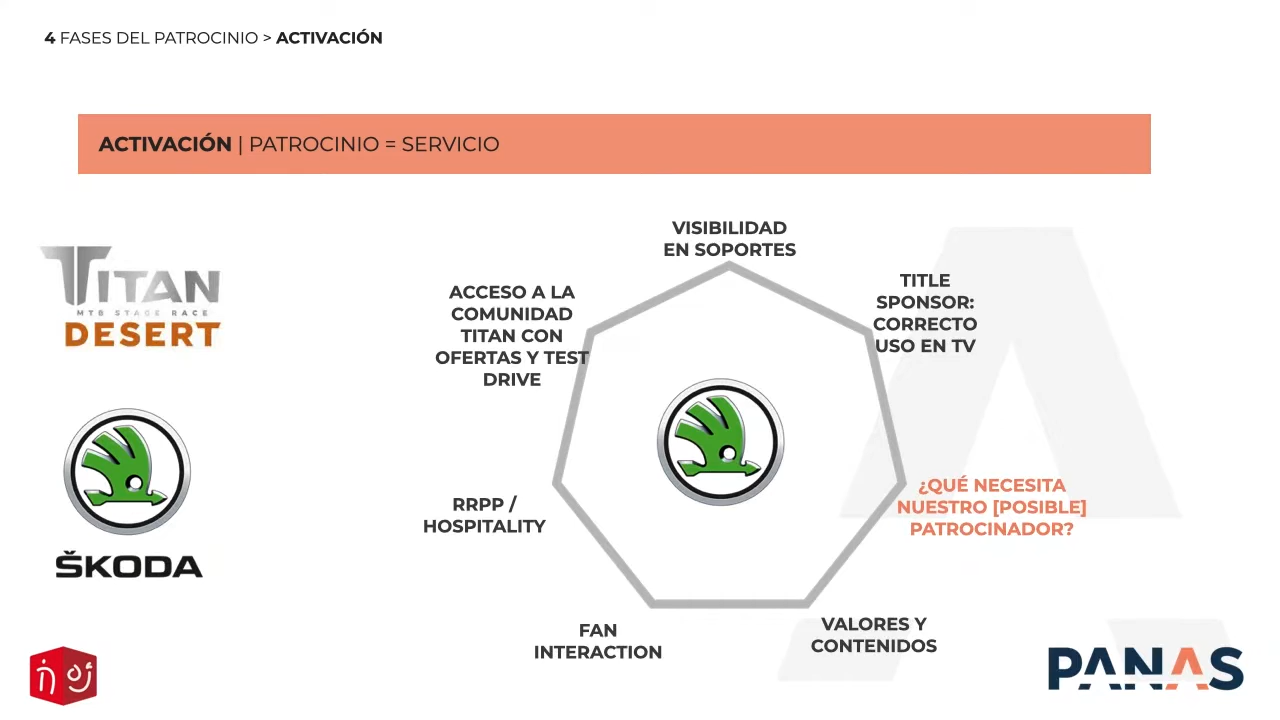 4 FASES DEL PATROCINIO > ACTIVACIÓN
ACTIVACIÓN | PATROCINIO = SERVICIO
TITAN
MTB STAGE RACE
DESERT
ŠKODA
VISIBILIDAD
EN SOPORTES
TITLE
SPONSOR:
CORRECTO
USO EN TV
¿QUÉ NECESITA
NUESTRO [POSIBLE]
PATROCINADOR?
VALORES Y
CONTENIDOS
FAN
INTERACTION
RRPP /
HOSPITALITY
ACCESO A LA
COMUNIDAD
TITAN CON
OFERTAS Y TEST
DRIVE
PANAS